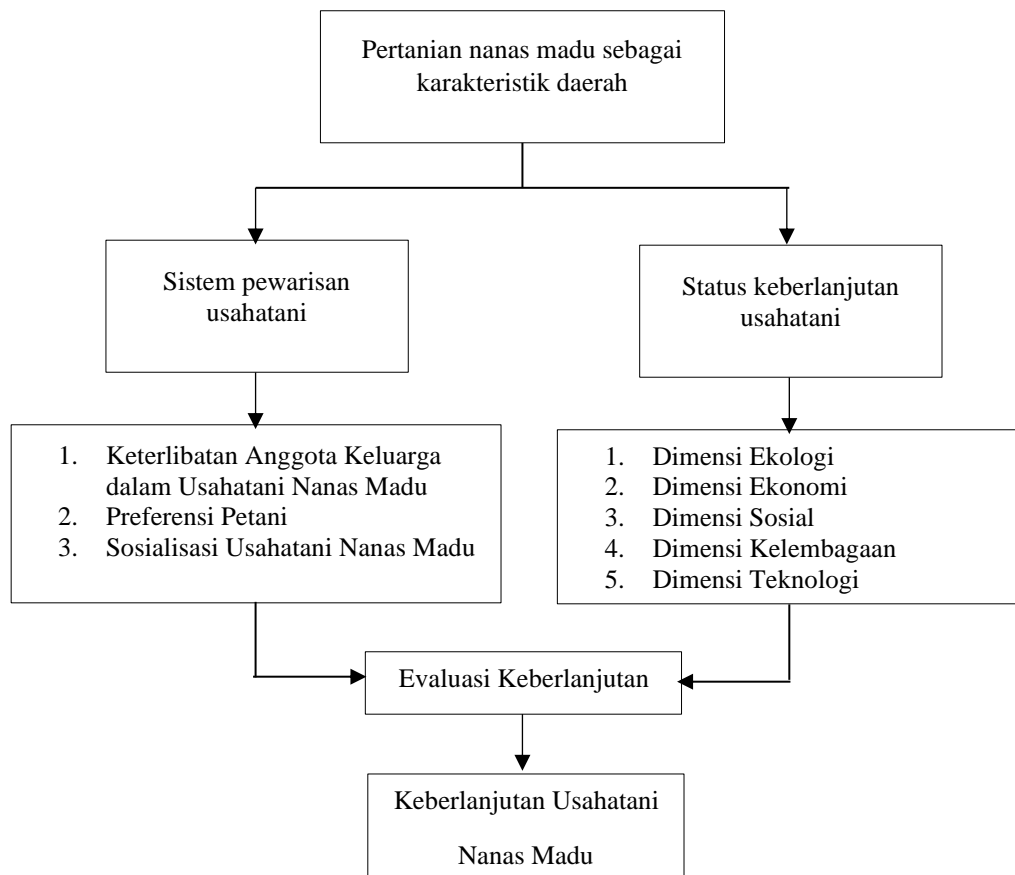 Pertanian nanas madu sebagai
karakteristik daerah
Sistem pewarisan
usahatani
Status keberlanjutan
usahatani
1. Keterlibatan Anggota Keluarga
dalam Usahatani Nanas Madu
2. Preferensi Petani
3. Sosialisasi Usahatani Nanas Madu
1. Dimensi Ekologi
2. Dimensi Ekonomi
3. Dimensi Sosial
4. Dimensi Kelembagaan
5. Dimensi Teknologi
Evaluasi Keberlanjutan
Keberlanjutan Usahatani
Nanas Madu